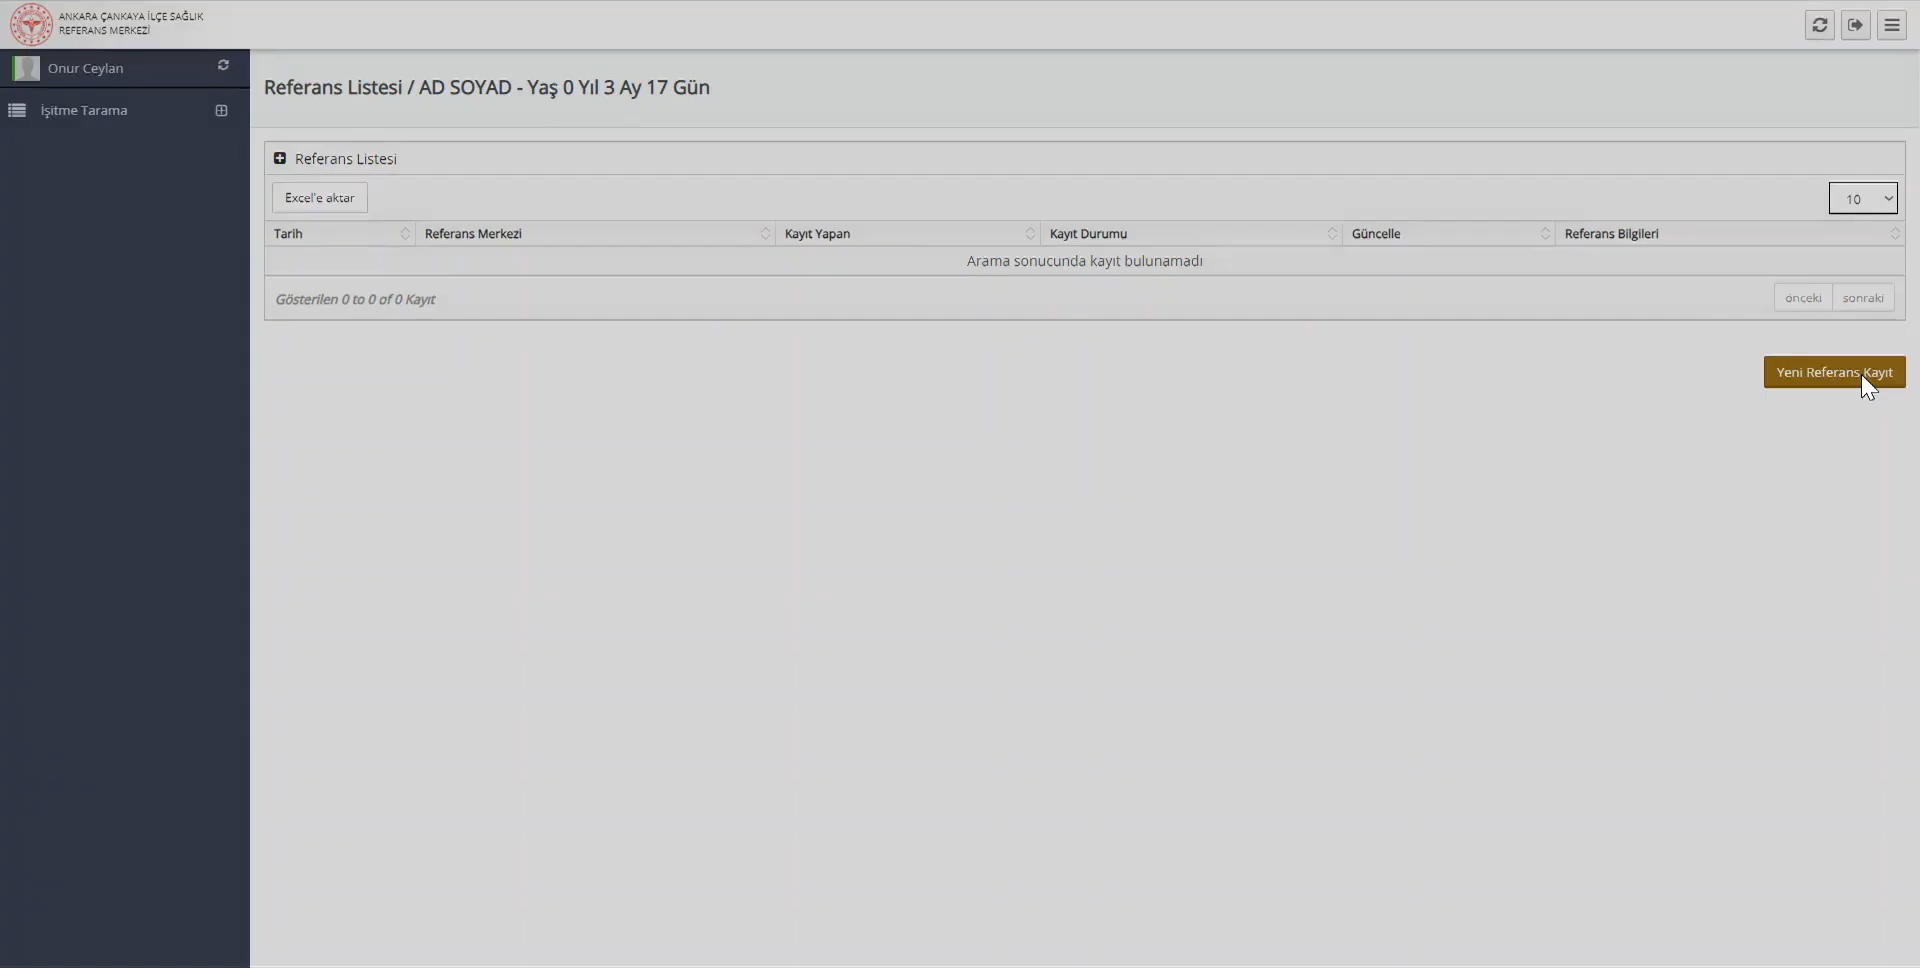 ANKARA ÇANKAYA İLÇE SAĞLIK
REFERANS MERKEZİ
Onur Ceylan
İşitme Tarama
Referans Listesi / AD SOYAD - Yaş 0 Yıl 3 Ay 17 Gün
Referans Listesi
Excel'e aktar
10
Tarih Referans Merkezi Kayıt Yapan Kayıt Durumu Güncelle Referans Bilgileri
Arama sonucunda kayıt bulunamadı
Gösterilen 0 to 0 of 0 Kayıt
önceki sonraki
Yeni Referans Kayıt